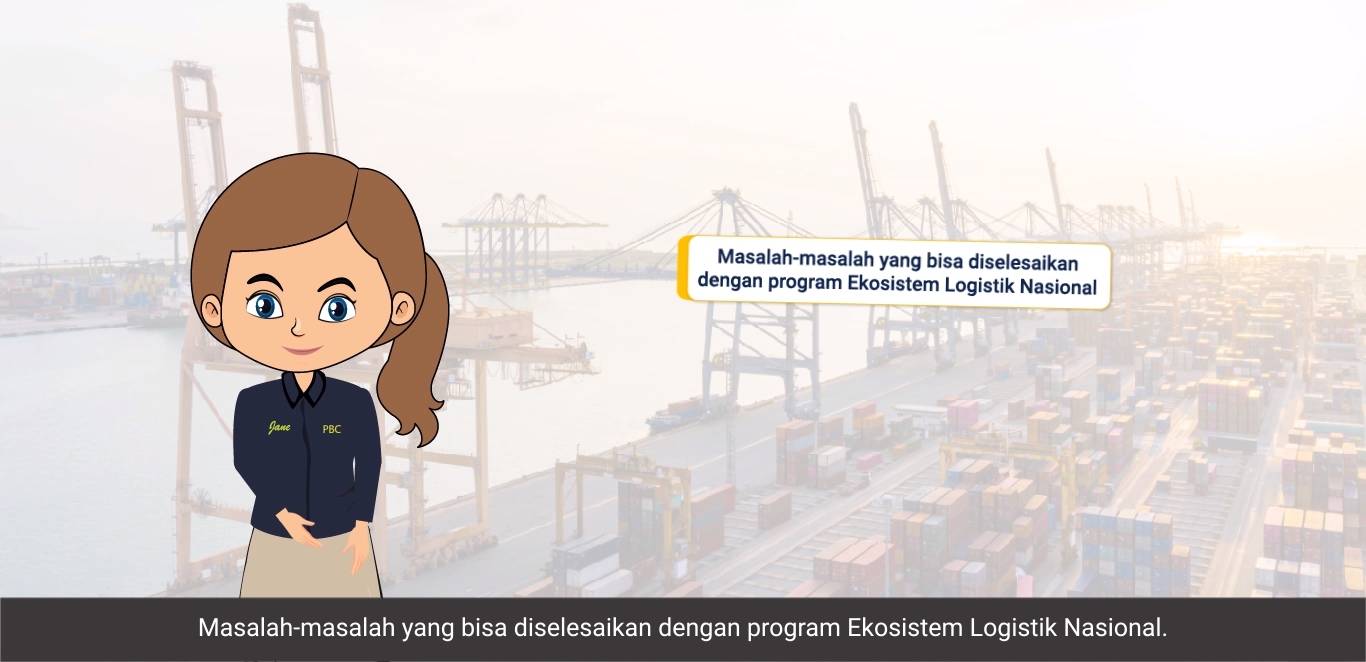 Masalah-masalah yang bisa diselesaikan
dengan program Ekosistem Logistik Nasional
Jane
PBC
Masalah-masalah yang bisa diselesaikan dengan program Ekosistem Logistik Nasional.